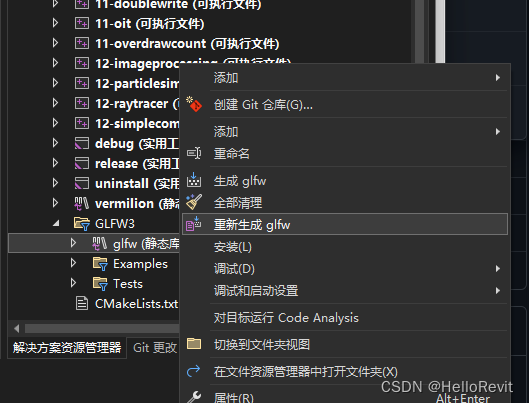 11-doublewrite (可执行文件)
11-oit (可执行文件)
11-overdrawcount (可执行文件)
12-imageprocessing (可执行文件)
12-particlesim
12-raytracer (可
12-simplecom
debug (实用工
release (实用工
uninstall (实用
vermilion (静态
GLFW3
glfw (静态库
Examples
Tests
CMakeLists.txt
解决方案资源管理器 Git 更改
添加
创建 Git 仓库(G)...
添加
重命名
生成 glfw
全部清理
重新生成 glfw
安装(L)
调试(D)
调试和启动设置
对目标运行 Code Analysis
切换到文件夹视图
在文件资源管理器中打开文件夹(X)
属性(R) Alt+Enter
CSDN @HelloRevit